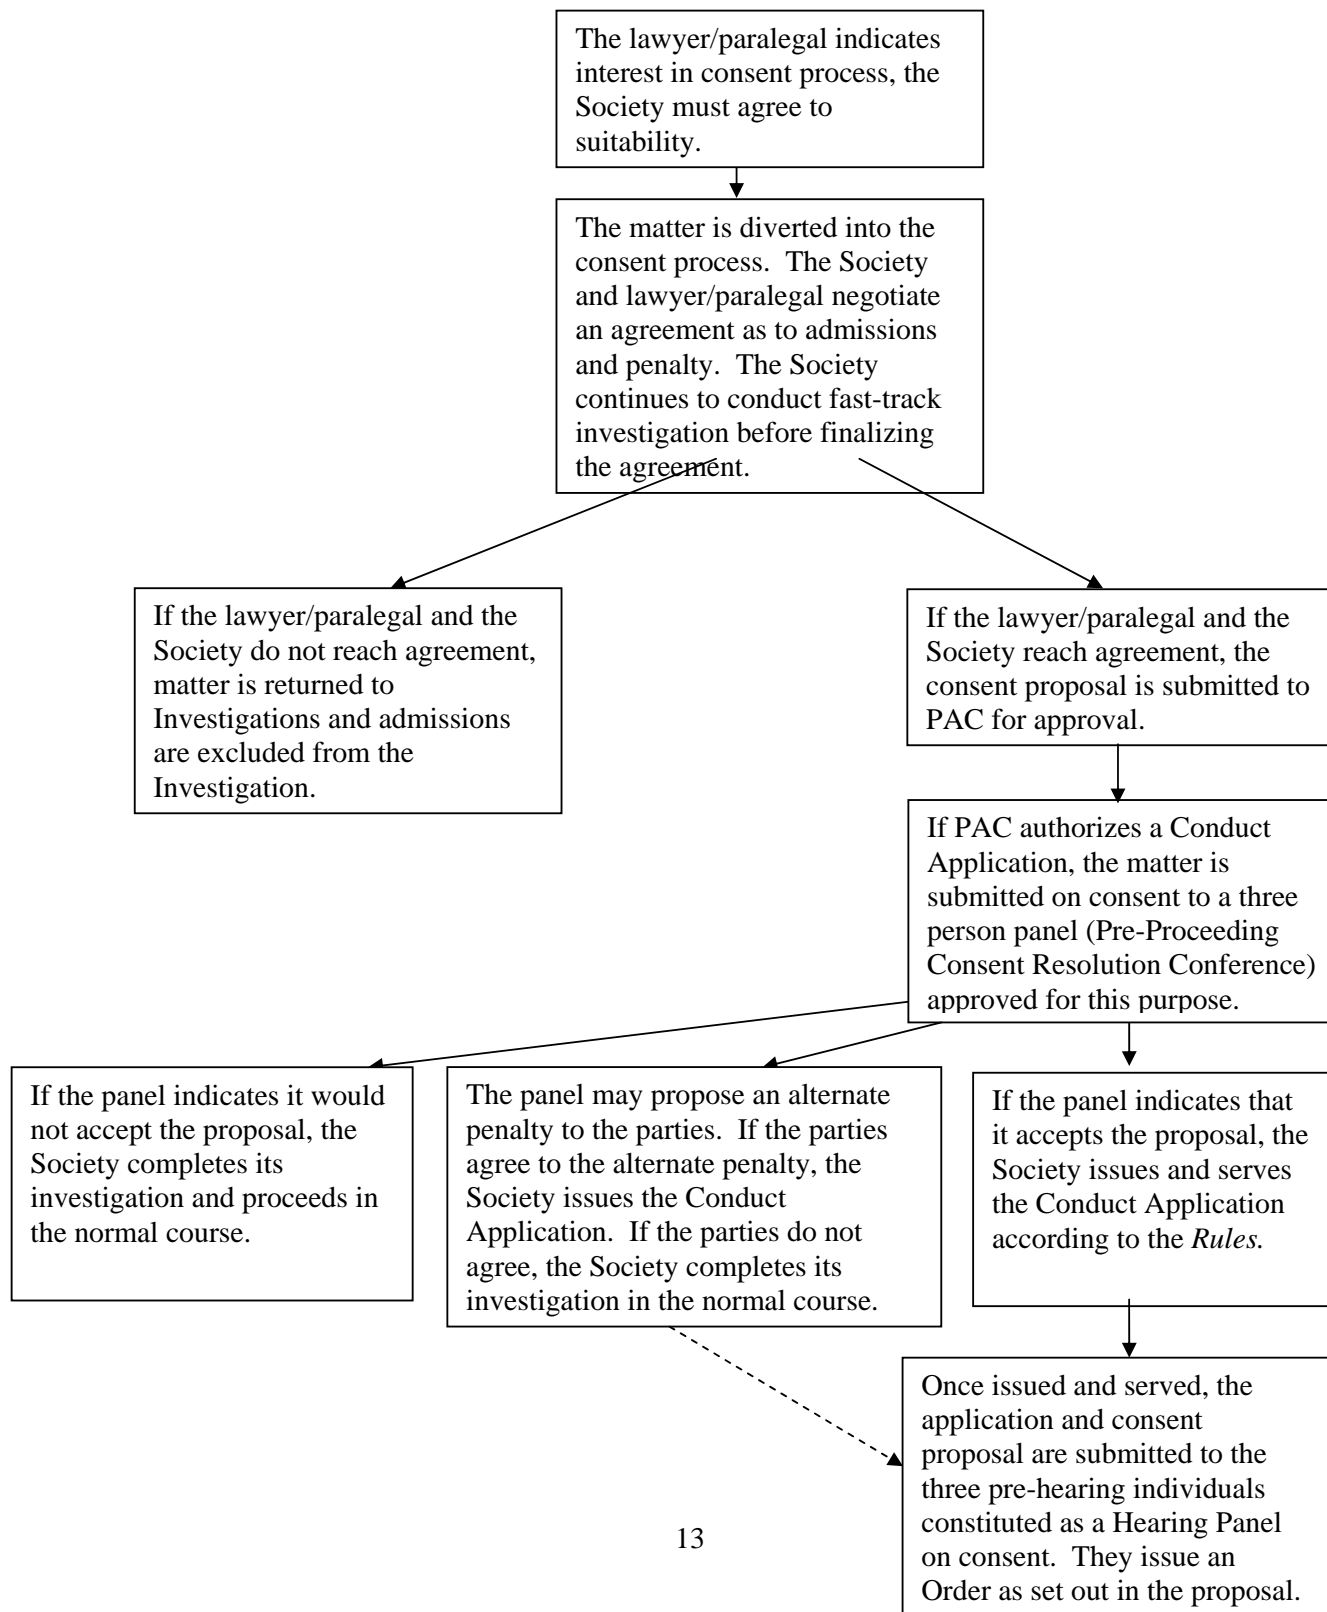 The lawyer/paralegal indicates
interest in consent process, the
Society must agree to
suitability.
The matter is diverted into the
consent process.  The Society
and lawyer/paralegal negotiate
an agreement as to admissions
and penalty.  The Society
continues to conduct fast-track
investigation before finalizing
the agreement.
If the lawyer/paralegal and the
Society do not reach agreement,
matter is returned to
Investigations and admissions
are excluded from the
Investigation.
If the lawyer/paralegal and the
Society reach agreement, the
consent proposal is submitted to
PAC for approval.
If PAC authorizes a Conduct
Application, the matter is
submitted on consent to a three
person panel (Pre-Proceeding
Consent Resolution Conference)
approved for this purpose.
If the panel indicates it would
not accept the proposal, the
Society completes its
investigation and proceeds in
the normal course.
The panel may propose an alternate
penalty to the parties.  If the parties
agree to the alternate penalty, the
Society issues the Conduct
Application.  If the parties do not
agree, the Society completes its
investigation in the normal course.
If the panel indicates that
it accepts the proposal, the
Society issues and serves
the Conduct Application
according to the Rules.
Once issued and served, the
application and consent
proposal are submitted to the
three pre-hearing individuals
constituted as a Hearing Panel
on consent.  They issue an
Order as set out in the proposal.
13